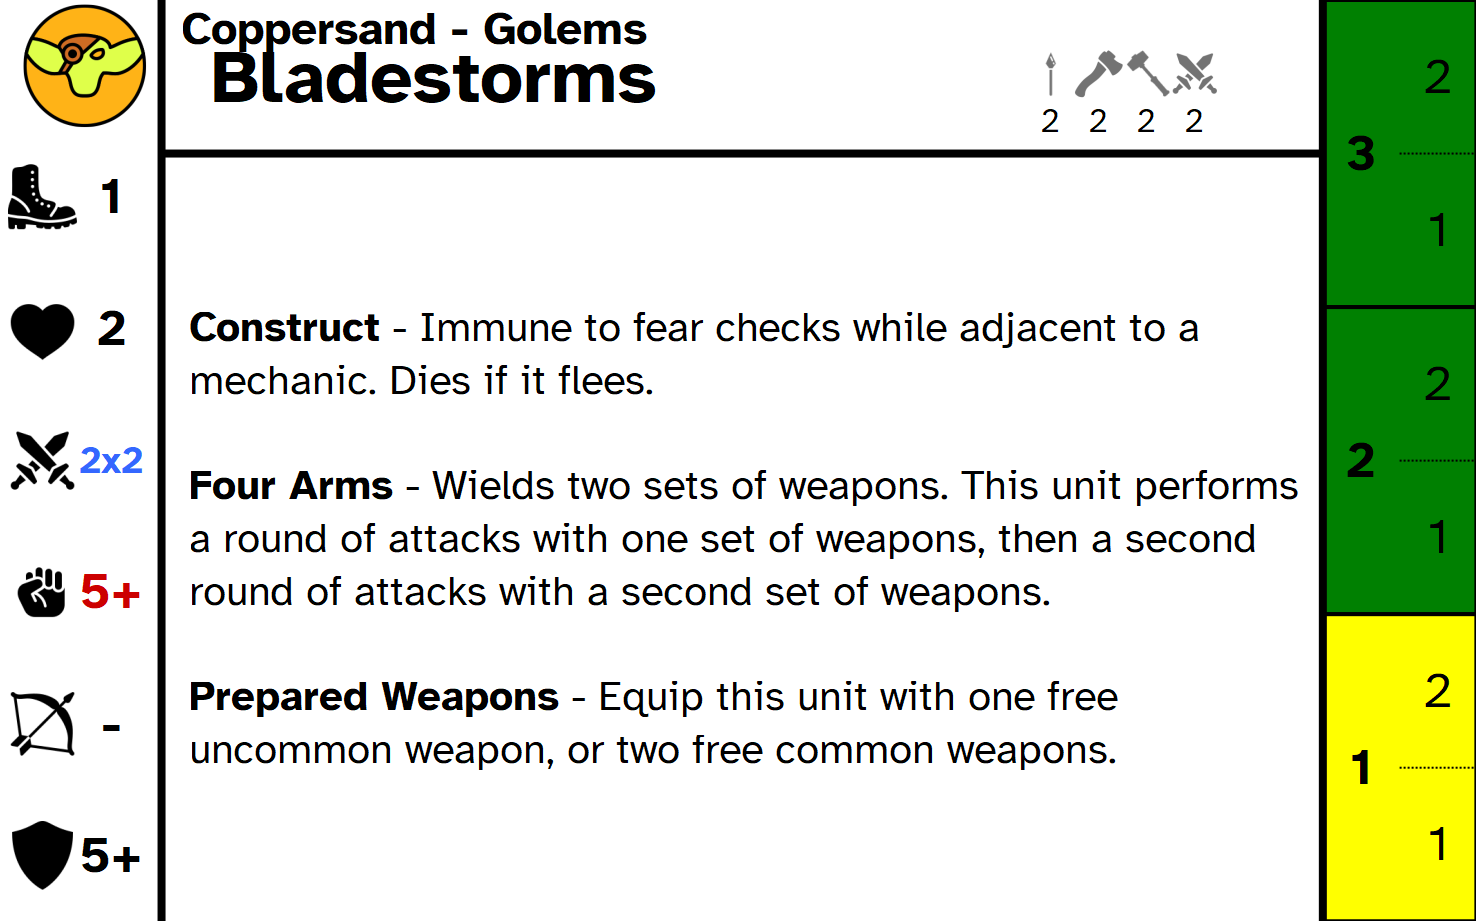 Coppersand - Golems
Bladestorms
2 2 2 2
1
2
2x2
5+
-
5+
Construct - Immune to fear checks while adjacent to a
mechanic. Dies if it flees.
Four Arms - Wields two sets of weapons. This unit performs
a round of attacks with one set of weapons, then a second
round of attacks with a second set of weapons.
Prepared Weapons - Equip this unit with one free
uncommon weapon, or two free common weapons.
2
3
1
2
2
1
2
1
1